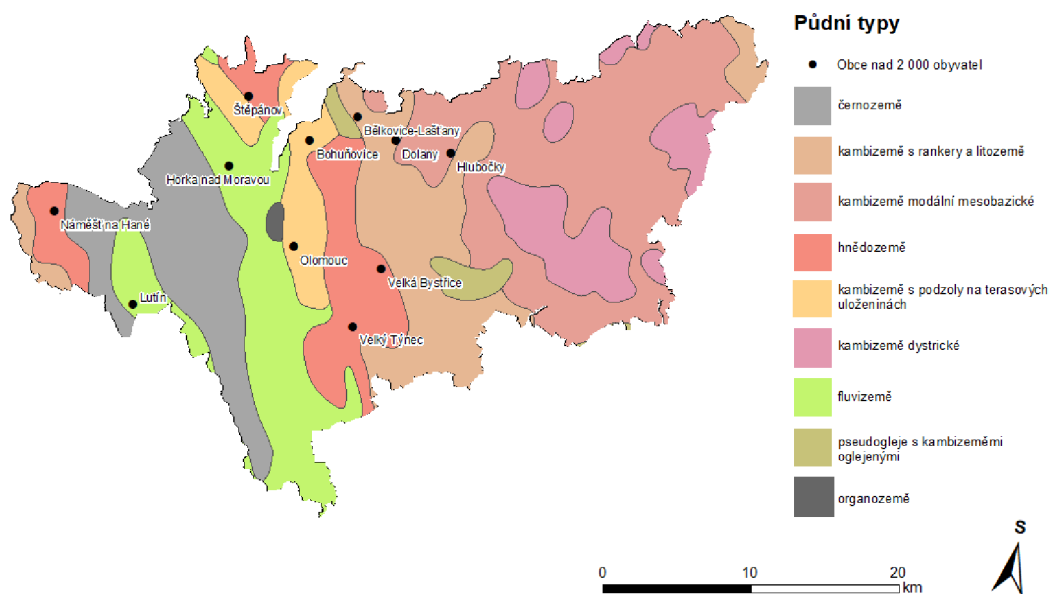 Půdní typy
Obce nad 2 000 obyvatel
černozemě
kambizemě s rankery a litozemě
kambizemě modální mesobazické
hnědozemě
kambizemě s podzoly na terasových
uloženinách
kambizemě dystrické
fluvizemě
pseudogleje s kambizeměmi
oglejenými
organozemě
Štěpánov
Bělkovice-Lašťany
Bohuňovice
Dolany
Hlubočky
Horka nad Moravou
Náměšť na Hané
Olomouc
Velká Bystřice
Lutín
Velký Týnec
S
0 10 20
km